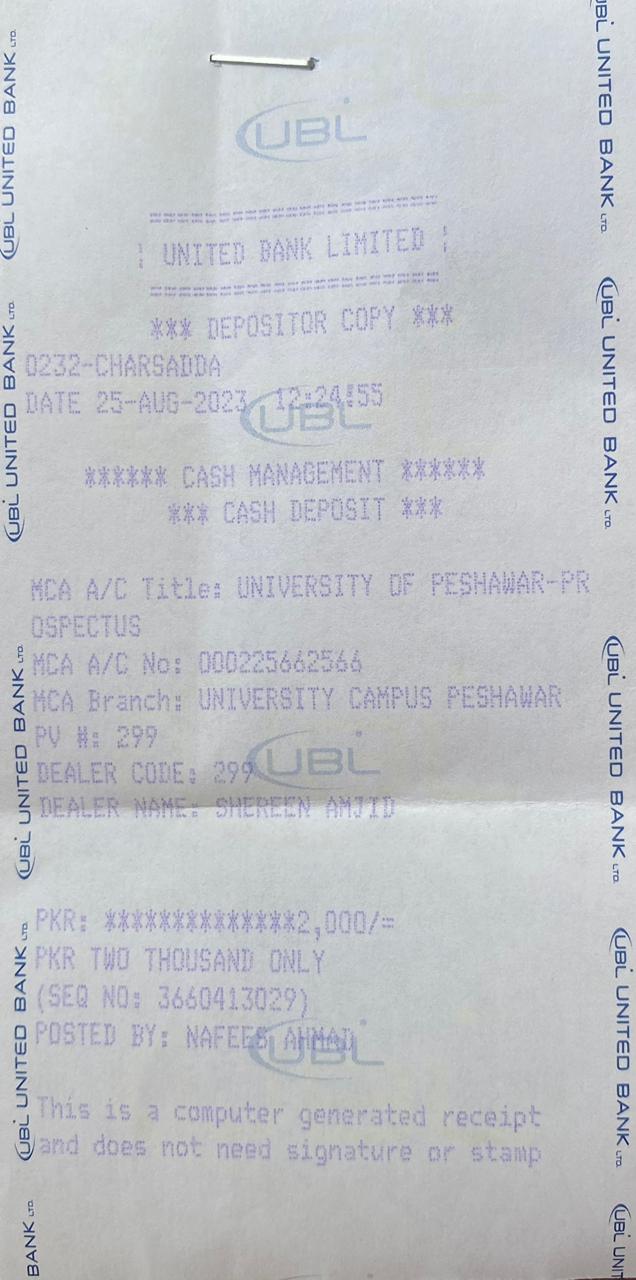 UBL
=========================
! UNITED BANK LIMITED !
=========================
*** DEPOSITOR COPY ***
0232-CHARSADDA
DATE 25-AUG-2023 12:24:55
UBL
****** CASH MANAGEMENT ******
*** CASH DEPOSIT ***
MCA A/C Title: UNIVERSITY OF PESHAWAR-PR
OSPECTUS
MCA A/C No: 000225662566
MCA Branch: UNIVERSITY CAMPUS PESHAWAR
PV #: 299
UBL
DEALER CODE: 299
DEALER NAME: SHEREEN AMJID
PKR: **************2,000/=
PKR TWO THOUSAND ONLY
(SEQ NO: 3660413029)
POSTED BY: NAFEES AHMAD
UBL
This is a computer generated receipt
and does not need signature or stamp
UBL UNITED BANK LTD.
UBL UNITED BANK LTD.
UBL UNITED BANK LTD.
UBL UNITED BANK LTD.
BANK LTD.
UBL UNITED BANK LTD.
UBL UNITED BANK LTD.
UBL UNITED BANK LTD.
UBL UNITED BANK LTD.
UBL UNIT